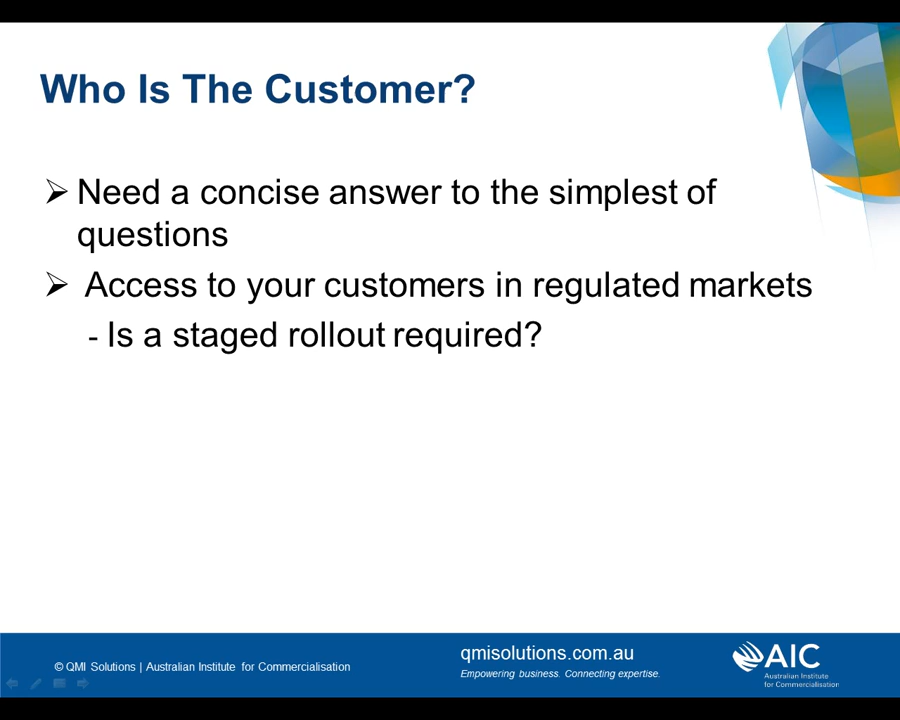 Who Is The Customer?
➢ Need a concise answer to the simplest of
questions
➢ Access to your customers in regulated markets
- Is a staged rollout required?
© QMI Solutions | Australian Institute for Commercialisation
qmisolutions.com.au
Empowering business. Connecting expertise.
AIC
Australian Institute
for Commercialisation